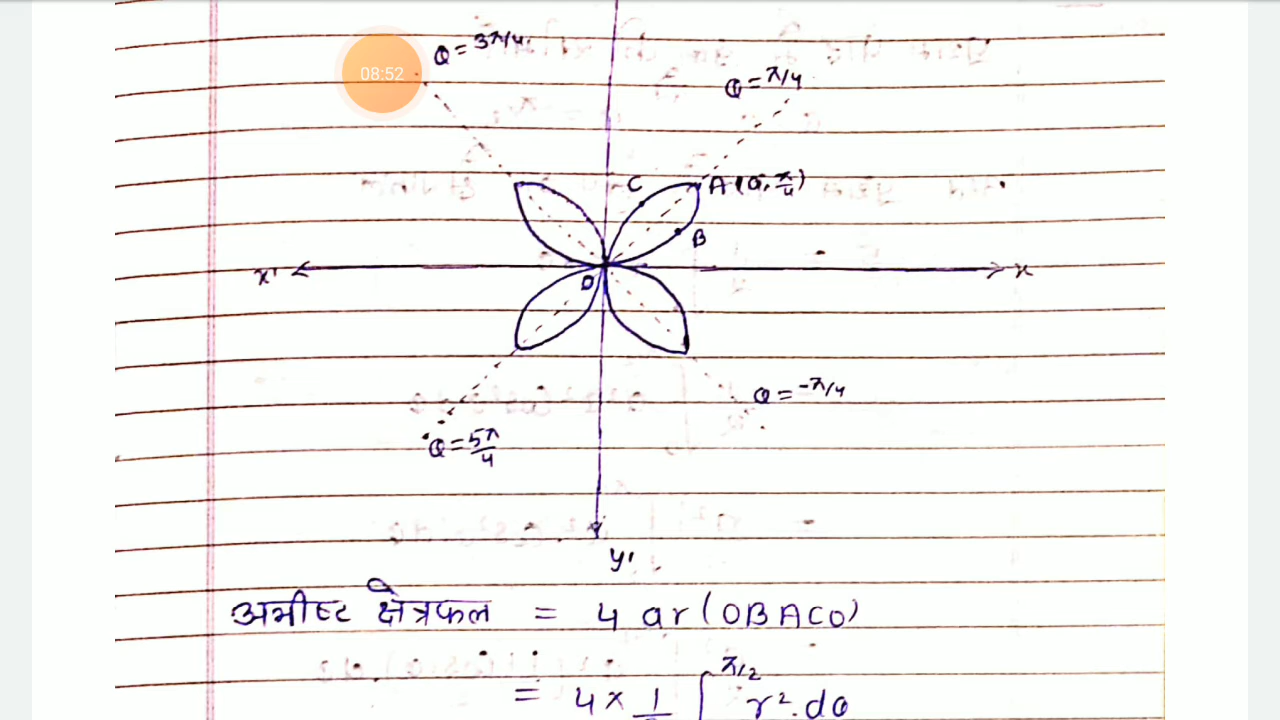 08:52
θ = 3π/4
θ = π/4
C
A(a, π/4)
B
x'
O
x
θ = -π/4
θ = 5π/4
y'
अभीष्ट क्षेत्रफल = 4 ar(OBACO)
= 4 × 1 ∫ π/2 r².dθ